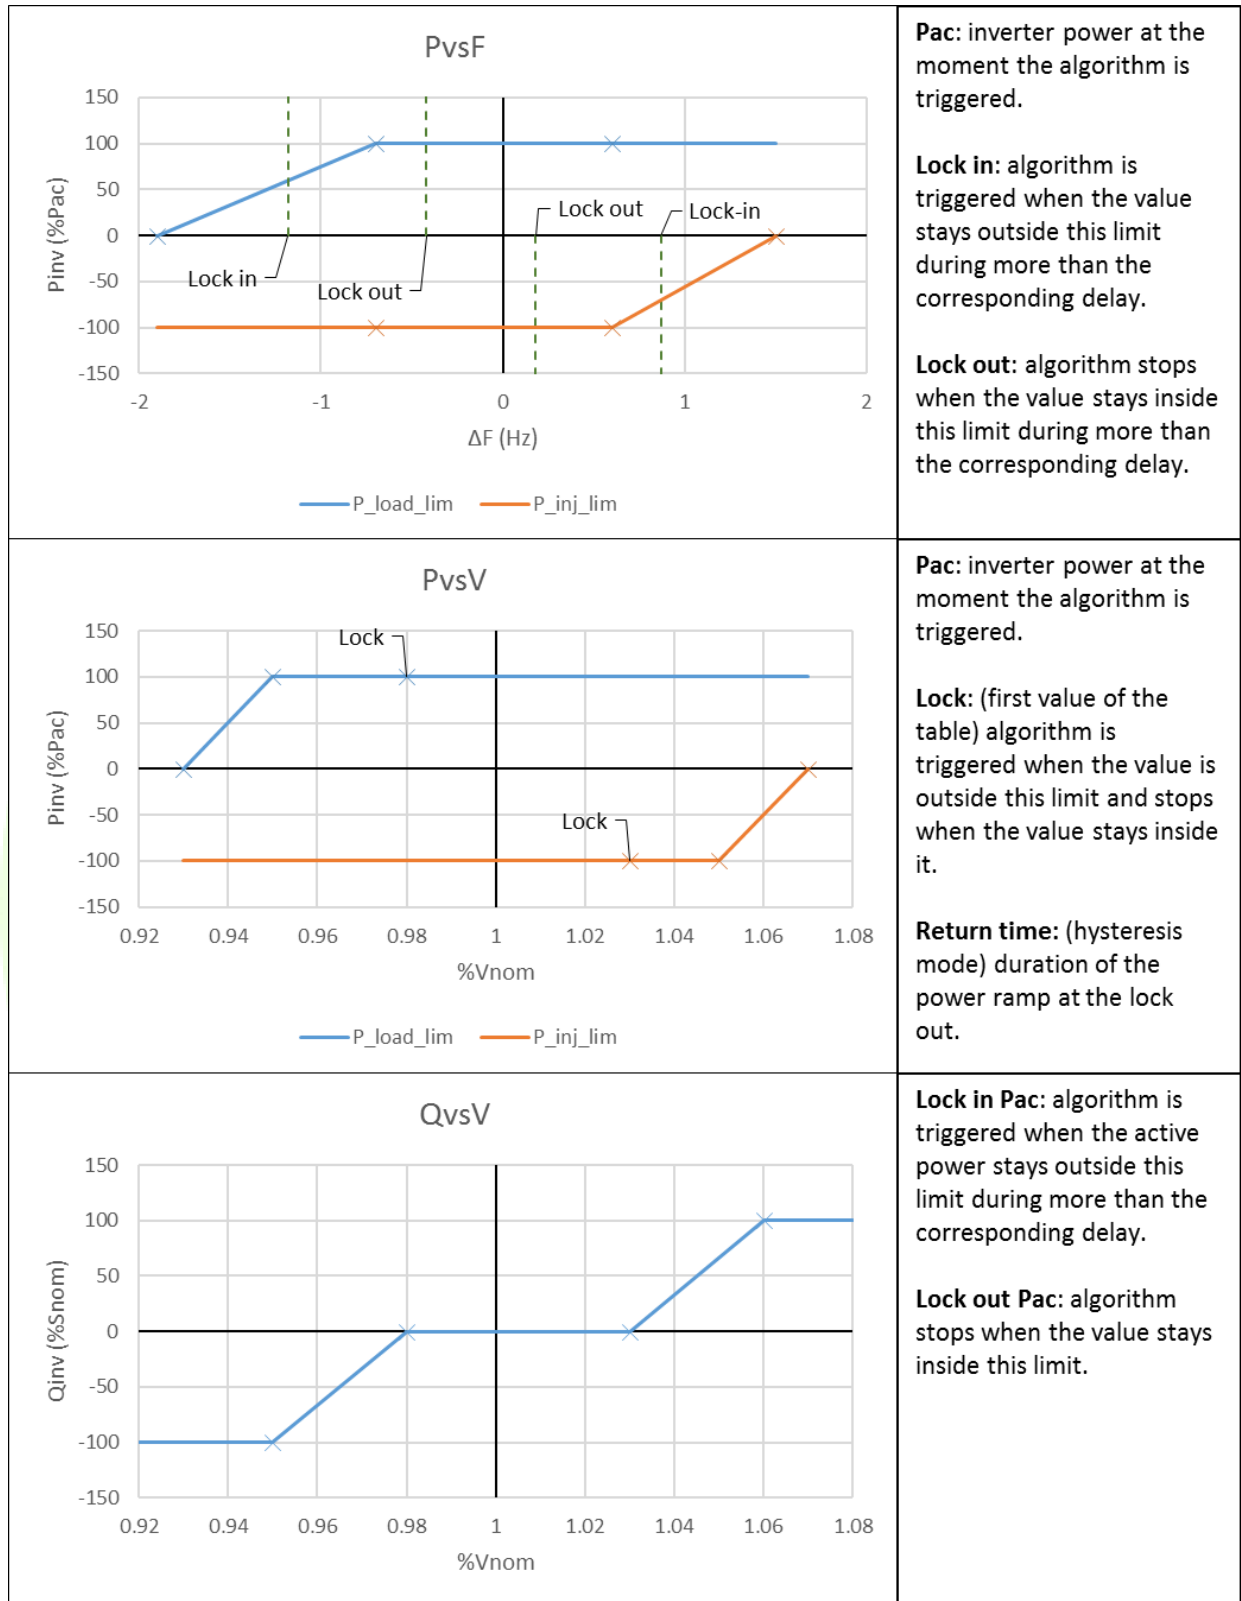 PvsF
150
100
50
0
-50
-100
-150
Pinv (%Pac)
Lock in
Lock out
Lock out
Lock-in
-2
-1
0
1
2
ΔF (Hz)
P_load_lim
P_inj_lim
Pac: inverter power at the
moment the algorithm is
triggered.
Lock in: algorithm is
triggered when the value
stays outside this limit
during more than the
corresponding delay.
Lock out: algorithm stops
when the value stays inside
this limit during more than
the corresponding delay.
PvsV
150
100
50
0
-50
-100
-150
Pinv (%Pac)
Lock
Lock
0.92
0.94
0.96
0.98
1
1.02
1.04
1.06
1.08
%Vnom
P_load_lim
P_inj_lim
Pac: inverter power at the
moment the algorithm is
triggered.
Lock: (first value of the
table) algorithm is
triggered when the value is
outside this limit and stops
when the value stays inside
it.
Return time: (hysteresis
mode) duration of the
power ramp at the lock
out.
QvsV
150
100
50
0
-50
-100
-150
Qinv (%Snom)
0.92
0.94
0.96
0.98
1
1.02
1.04
1.06
1.08
%Vnom
Lock in Pac: algorithm is
triggered when the active
power stays outside this
limit during more than the
corresponding delay.
Lock out Pac: algorithm
stops when the value stays
inside this limit.